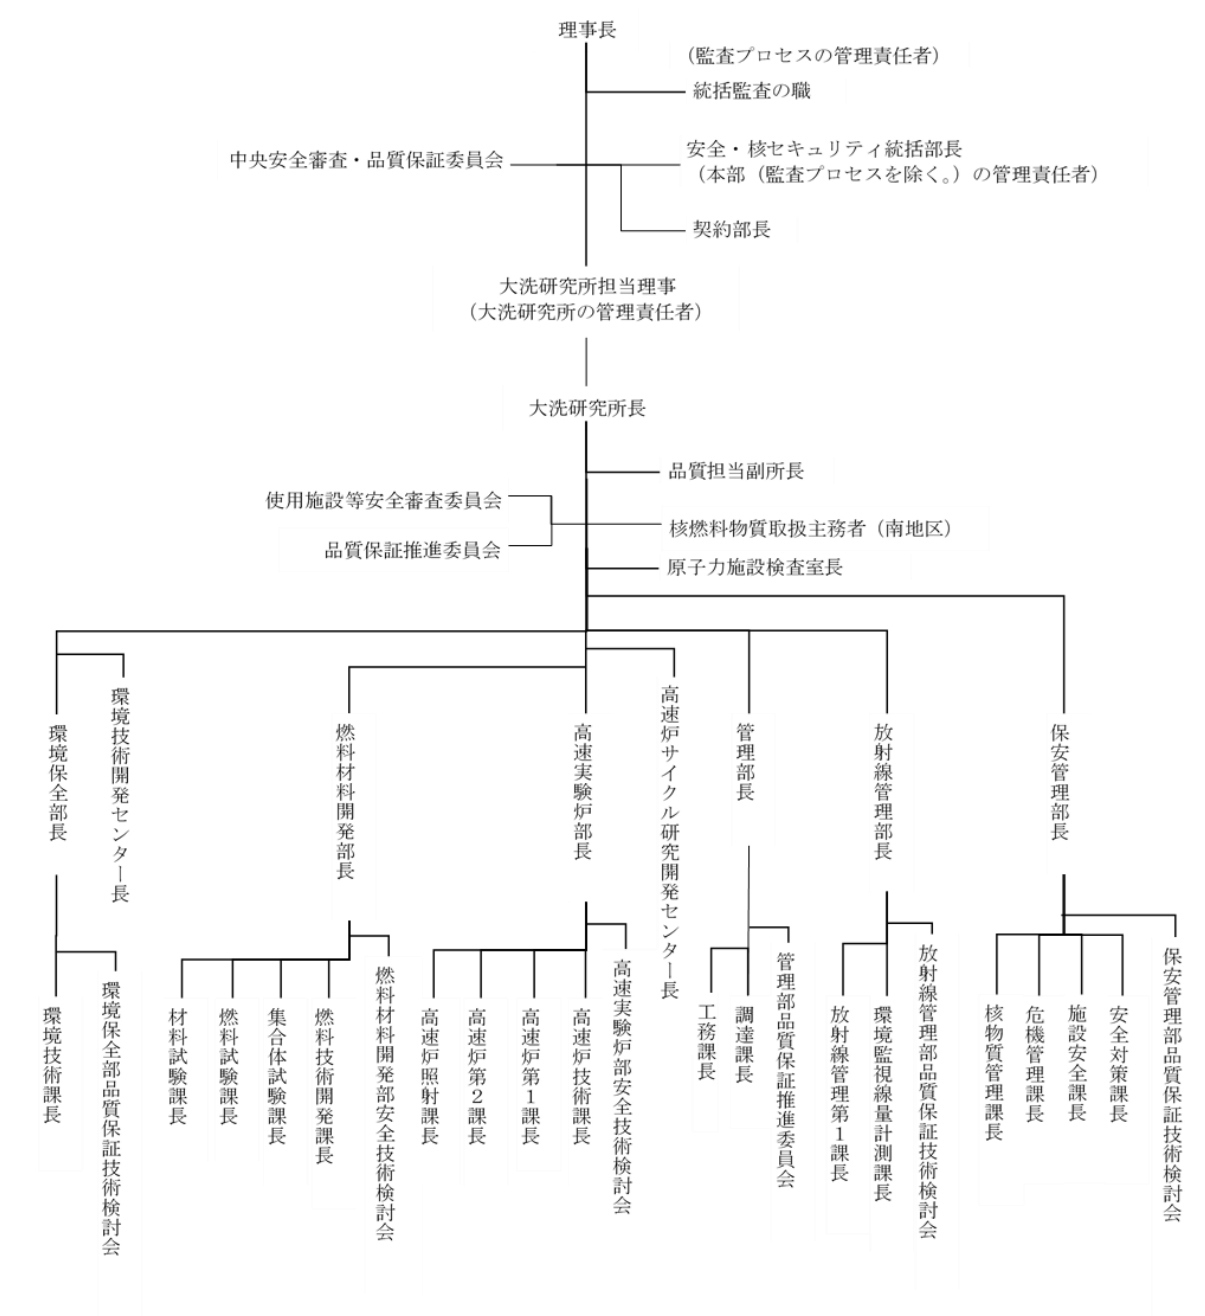 理事長
（監査プロセスの管理責任者）
統括監査の職
中央安全審査・品質保証委員会
安全・核セキュリティ統括部長
（本部（監査プロセスを除く。）の管理責任者）
契約部長
大洗研究所担当理事
（大洗研究所の管理責任者）
大洗研究所長
品質担当副所長
使用施設等安全審査委員会
核燃料物質取扱主務者（南地区）
品質保証推進委員会
原子力施設検査室長
環境保全部長
環境技術開発センター長
燃料材料開発部長
高速実験炉部長
高速炉サイクル研究開発センター長
管理部長
放射線管理部長
保安管理部長
環境技術課長
環境保全部品質保証技術検討会
材料試験課長
燃料試験課長
集合体試験課長
燃料技術開発課長
燃料材料開発部安全技術検討会
高速炉照射課長
高速炉第２課長
高速炉第１課長
高速炉技術課長
高速実験炉部安全技術検討会
工務課長
調達課長
管理部品質保証推進委員会
放射線管理第１課長
環境監視線量計測課長
放射線管理部品質保証技術検討会
核物質管理課長
危機管理課長
施設安全課長
安全対策課長
保安管理部品質保証技術検討会